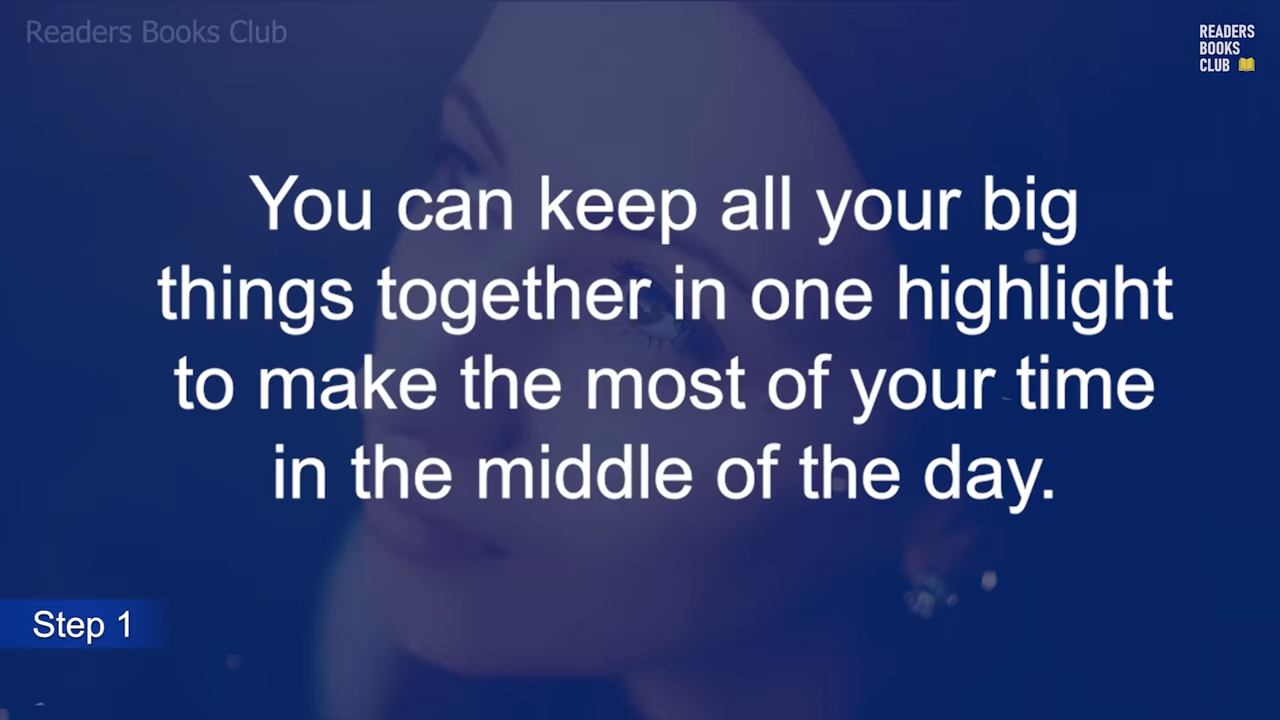 Readers Books Club
READERS
BOOKS
CLUB
You can keep all your big
things together in one highlight
to make the most of your time
in the middle of the day.
Step 1